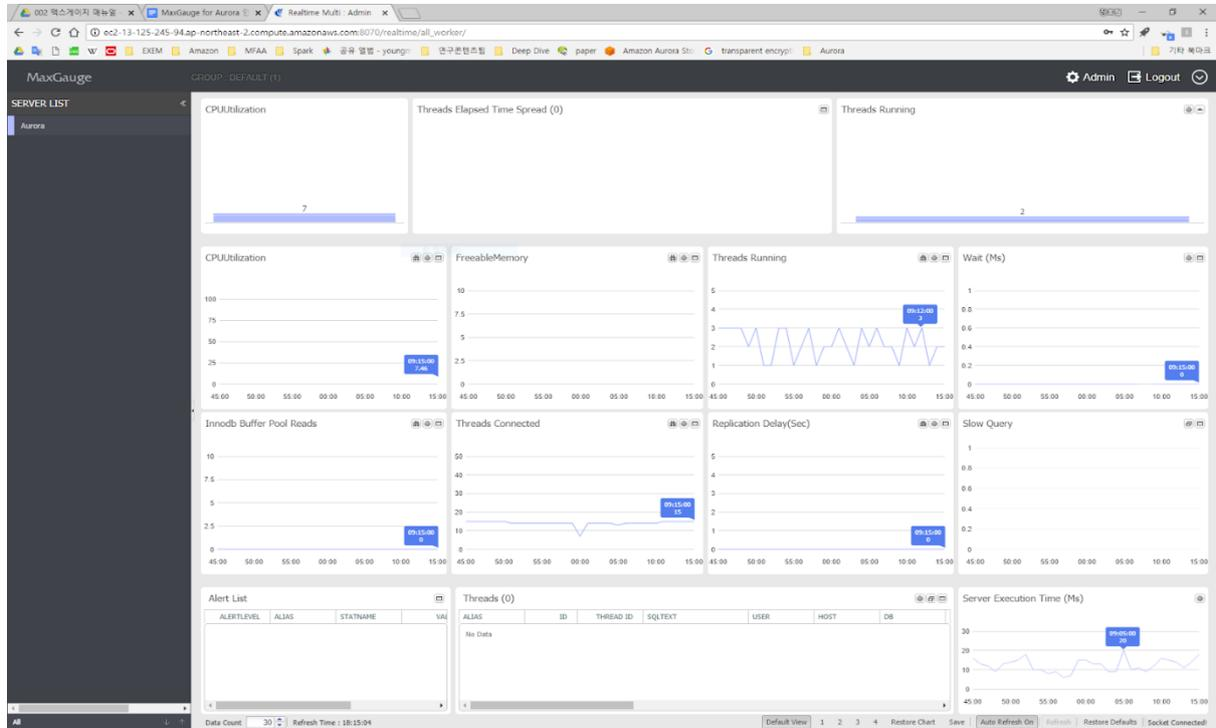 002 맥스게이지 매뉴얼 -
MaxGauge for Aurora 인
Realtime Multi : Admin
ec2-13-125-245-94.ap-northeast-2.compute.amazonaws.com:8070/realtime/all_worker/
EXEM Amazon MFAA Spark 공유 앨범 - youngm 연구콘텐츠팀 Deep Dive paper Amazon Aurora Sto transparent encrypt Aurora 기타 북마크
MaxGauge GROUP : DEFAULT (1) Admin Logout
SERVER LIST
Aurora
CPUUtilization
7
Threads Elapsed Time Spread (0)
Threads Running
2
CPUUtilization
100
75
50
25
0
09:15:00
7.46
45:00 50:00 55:00 00:00 05:00 10:00 15:00
FreeableMemory
10
7.5
5
2.5
0
45:00 50:00 55:00 00:00 05:00 10:00 15:00
Threads Running
5
4
3
2
1
0
09:12:00
3
45:00 50:00 55:00 00:00 05:00 10:00 15:00
Wait (Ms)
1
0.8
0.6
0.4
0.2
0
09:15:00
0
45:00 50:00 55:00 00:00 05:00 10:00 15:00
Innodb Buffer Pool Reads
10
7.5
5
2.5
0
09:15:00
0
45:00 50:00 55:00 00:00 05:00 10:00 15:00
Threads Connected
50
40
30
20
10
0
09:15:00
15
45:00 50:00 55:00 00:00 05:00 10:00 15:00
Replication Delay(Sec)
5
4
3
2
1
0
09:15:00
0
45:00 50:00 55:00 00:00 05:00 10:00 15:00
Slow Query
1
0.8
0.6
0.4
0.2
0
45:00 50:00 55:00 00:00 05:00 10:00 15:00
Alert List
ALERTLEVEL ALIAS STATNAME VAL
Threads (0)
ALIAS ID THREAD ID SQLTEXT USER HOST DB
No Data
Server Execution Time (Ms)
30
20
10
0
09:05:00
20
45:00 50:00 55:00 00:00 05:00 10:00 15:00
All Data Count 30 Refresh Time : 18:15:04 Default View 1 2 3 4 Restore Chart Save Auto Refresh On Refresh Restore Defaults Socket Connected!